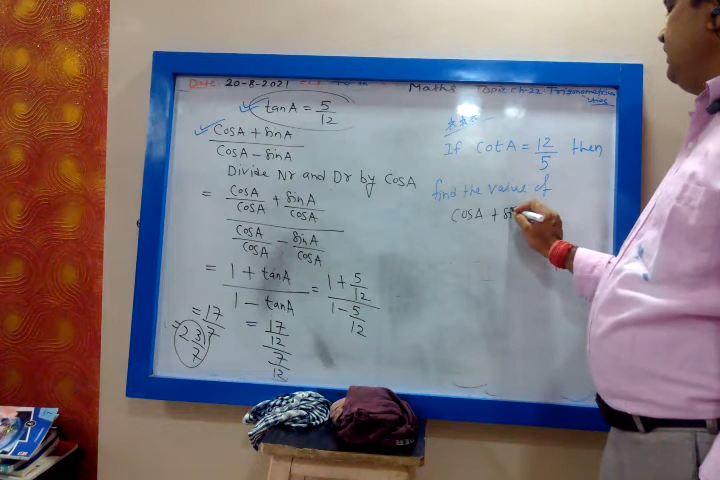 Date: 20-8-2021
Maths
Topic Ch-22: Trigonometrical
Ratios
tanA = 5/12
CosA + SinA
CosA - SinA
Divide Nr and Dr by CosA
= CosA/CosA + SinA/CosA
CosA/CosA - SinA/CosA
= 1 + tanA / 1 - tanA = 1 + 5/12 / 1 - 5/12
= 17/12 / 7/12
= 17/7
= 2 3/7
***
If CotA = 12/5 then
find the value of
CosA + Si